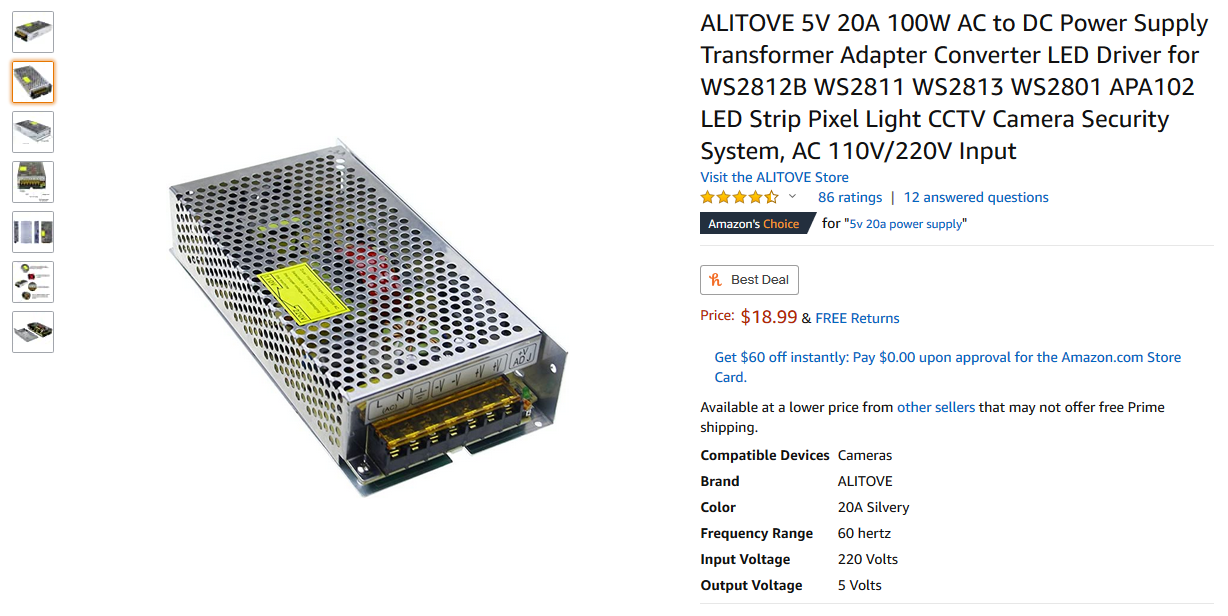 ALITOVE 5V 20A 100W AC to DC Power Supply
Transformer Adapter Converter LED Driver for
WS2812B WS2811 WS2813 WS2801 APA102
LED Strip Pixel Light CCTV Camera Security
System, AC 110V/220V Input
Visit the ALITOVE Store
86 ratings | 12 answered questions
Amazon's Choice for "5v 20a power supply"
Best Deal
Price: $18.99 & FREE Returns
Get $60 off instantly: Pay $0.00 upon approval for the Amazon.com Store
Card.
Available at a lower price from other sellers that may not offer free Prime
shipping.
Compatible Devices Cameras
Brand ALITOVE
Color 20A Silvery
Frequency Range 60 hertz
Input Voltage 220 Volts
Output Voltage 5 Volts
L N -V -V +V +V +V ADJ
(AC)